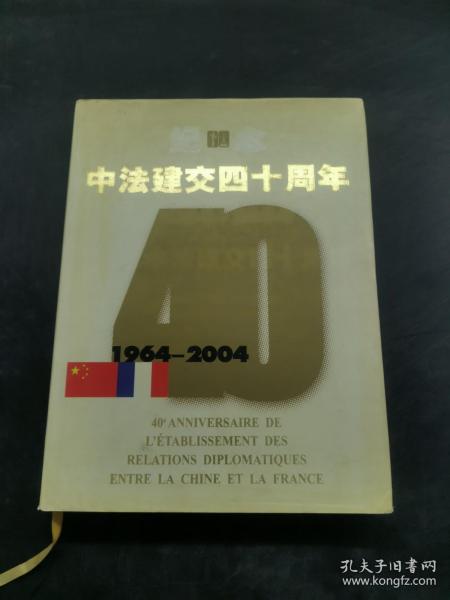 中法建交四十周年
40
1964-2004
40e ANNIVERSAIRE DE
L'ÉTABLISSEMENT DES
RELATIONS DIPLOMATIQUES
ENTRE LA CHINE ET LA FRANCE
孔夫子旧书网
www.kongfz.com